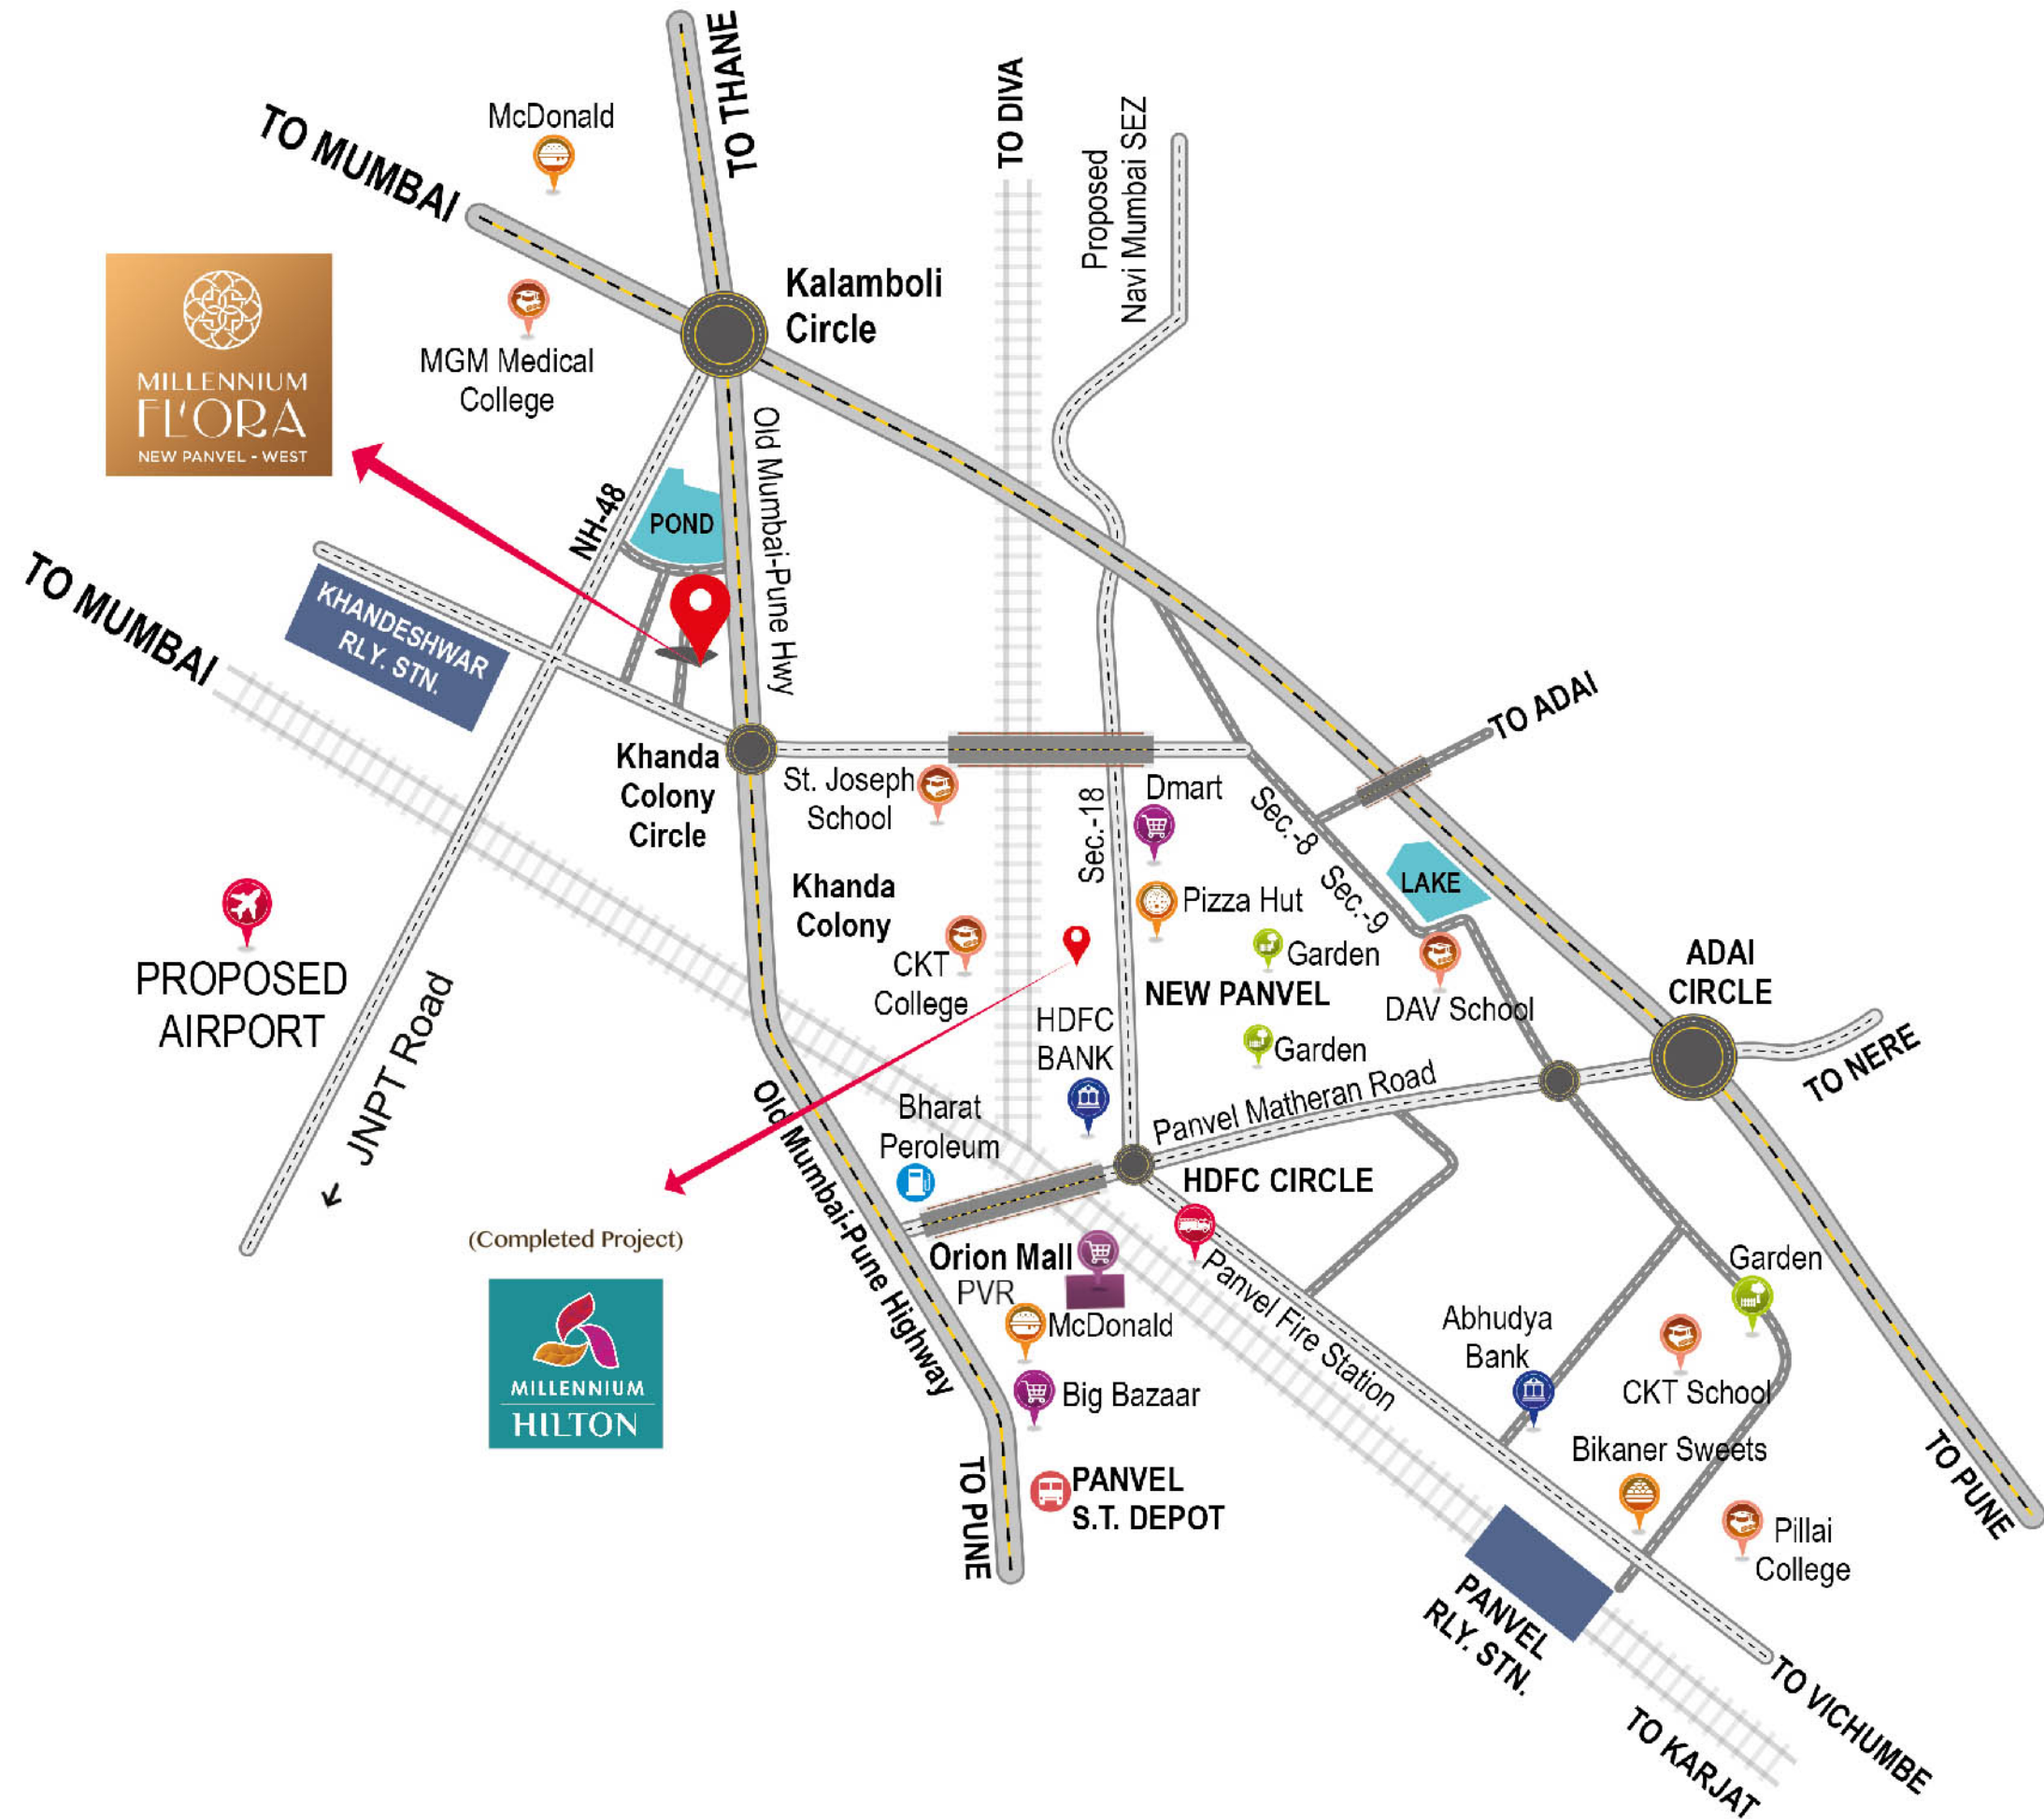 TO THANE
McDonald
TO MUMBAI
TO DIVA
Proposed
Navi Mumbai SEZ
Kalamboli
Circle
MGM Medical
College
MILLENNIUM
FL'ORA
NEW PANVEL - WEST
Old Mumbai-Pune Hwy
NH-48
POND
TO MUMBAI
KHANDESHWAR
RLY. STN.
TO ADAI
Khanda
Colony
Circle
St. Joseph
School
Dmart
Sec.-18
Sec.-8
Sec.-9
LAKE
Khanda
Colony
Pizza Hut
PROPOSED
AIRPORT
JNPT Road
CKT
College
Garden
NEW PANVEL
DAV School
ADAI
CIRCLE
HDFC
BANK
Garden
TO NERE
Panvel Matheran Road
Bharat
Peroleum
Old Mumbai-Pune Highway
HDFC CIRCLE
(Completed Project)
MILLENNIUM
HILTON
Orion Mall
PVR
McDonald
Big Bazaar
Panvel Fire Station
Garden
Abhudya
Bank
CKT School
Bikaner Sweets
TO PUNE
PANVEL
S.T. DEPOT
TO PUNE
Pillai
College
PANVEL
RLY. STN.
TO VICHUMBE
TO KARJAT